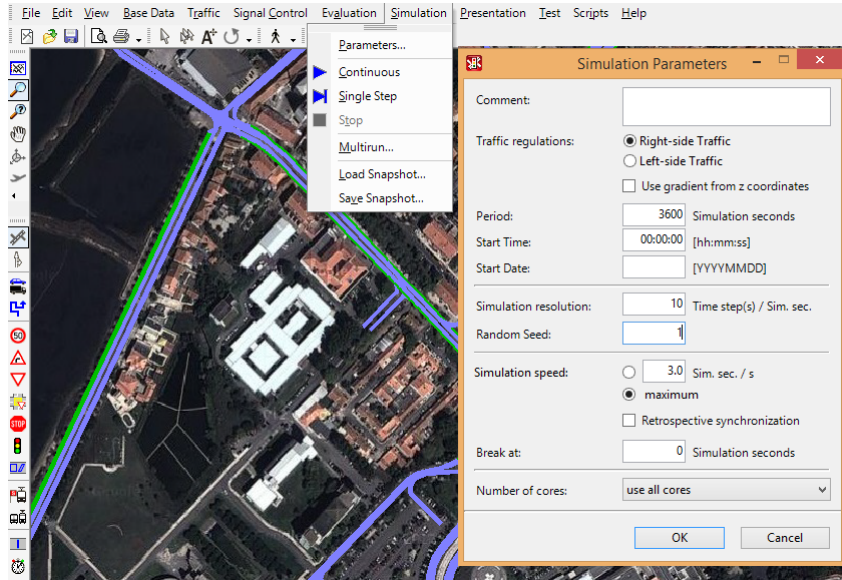 File Edit View Base Data Traffic Signal Control Evaluation Simulation Presentation Test Scripts Help
Parameters...
Continuous
Single Step
Stop
Multirun...
Load Snapshot...
Save Snapshot...
50
STOP
Simulation Parameters
Comment:
Traffic regulations: Right-side Traffic
Left-side Traffic
Use gradient from z coordinates
Period: 3600 Simulation seconds
Start Time: 00:00:00 [hh:mm:ss]
Start Date: [YYYYMMDD]
Simulation resolution: 10 Time step(s) / Sim. sec.
Random Seed: 1
Simulation speed: 3.0 Sim. sec. / s
maximum
Retrospective synchronization
Break at: 0 Simulation seconds
Number of cores: use all cores
OK Cancel